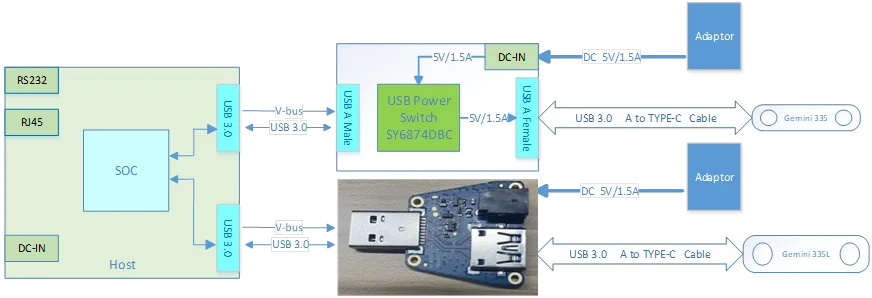 Adaptor
5V/1.5A
DC-IN
DC 5V/1.5A
RS232
RJ45
USB 3.0
V-bus
USB 3.0
USB A Male
USB Power
Switch
SY6874DBC
5V/1.5A
USB A Female
USB 3.0 A to TYPE-C Cable
Gemini 335
SOC
Adaptor
DC 5V/1.5A
USB 3.0
V-bus
USB 3.0
DC-IN
Host
USB 3.0 A to TYPE-C Cable
Gemini 335L